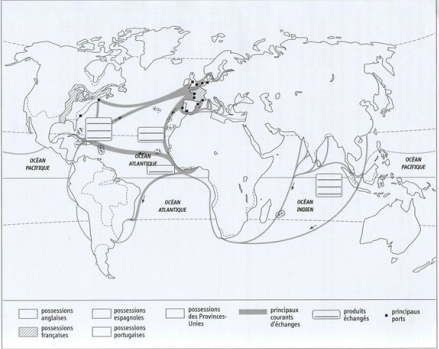 OCÉAN
PACIFIQUE
OCÉAN
ATLANTIQUE
OCÉAN
ATLANTIQUE
OCÉAN
INDIEN
OCÉAN
PACIFIQUE
possessions
anglaises
possessions
françaises
possessions
espagnoles
possessions
portugaises
possessions
des Provinces-
Unies
principaux
courants
d'échanges
produits
échangés
principaux
ports